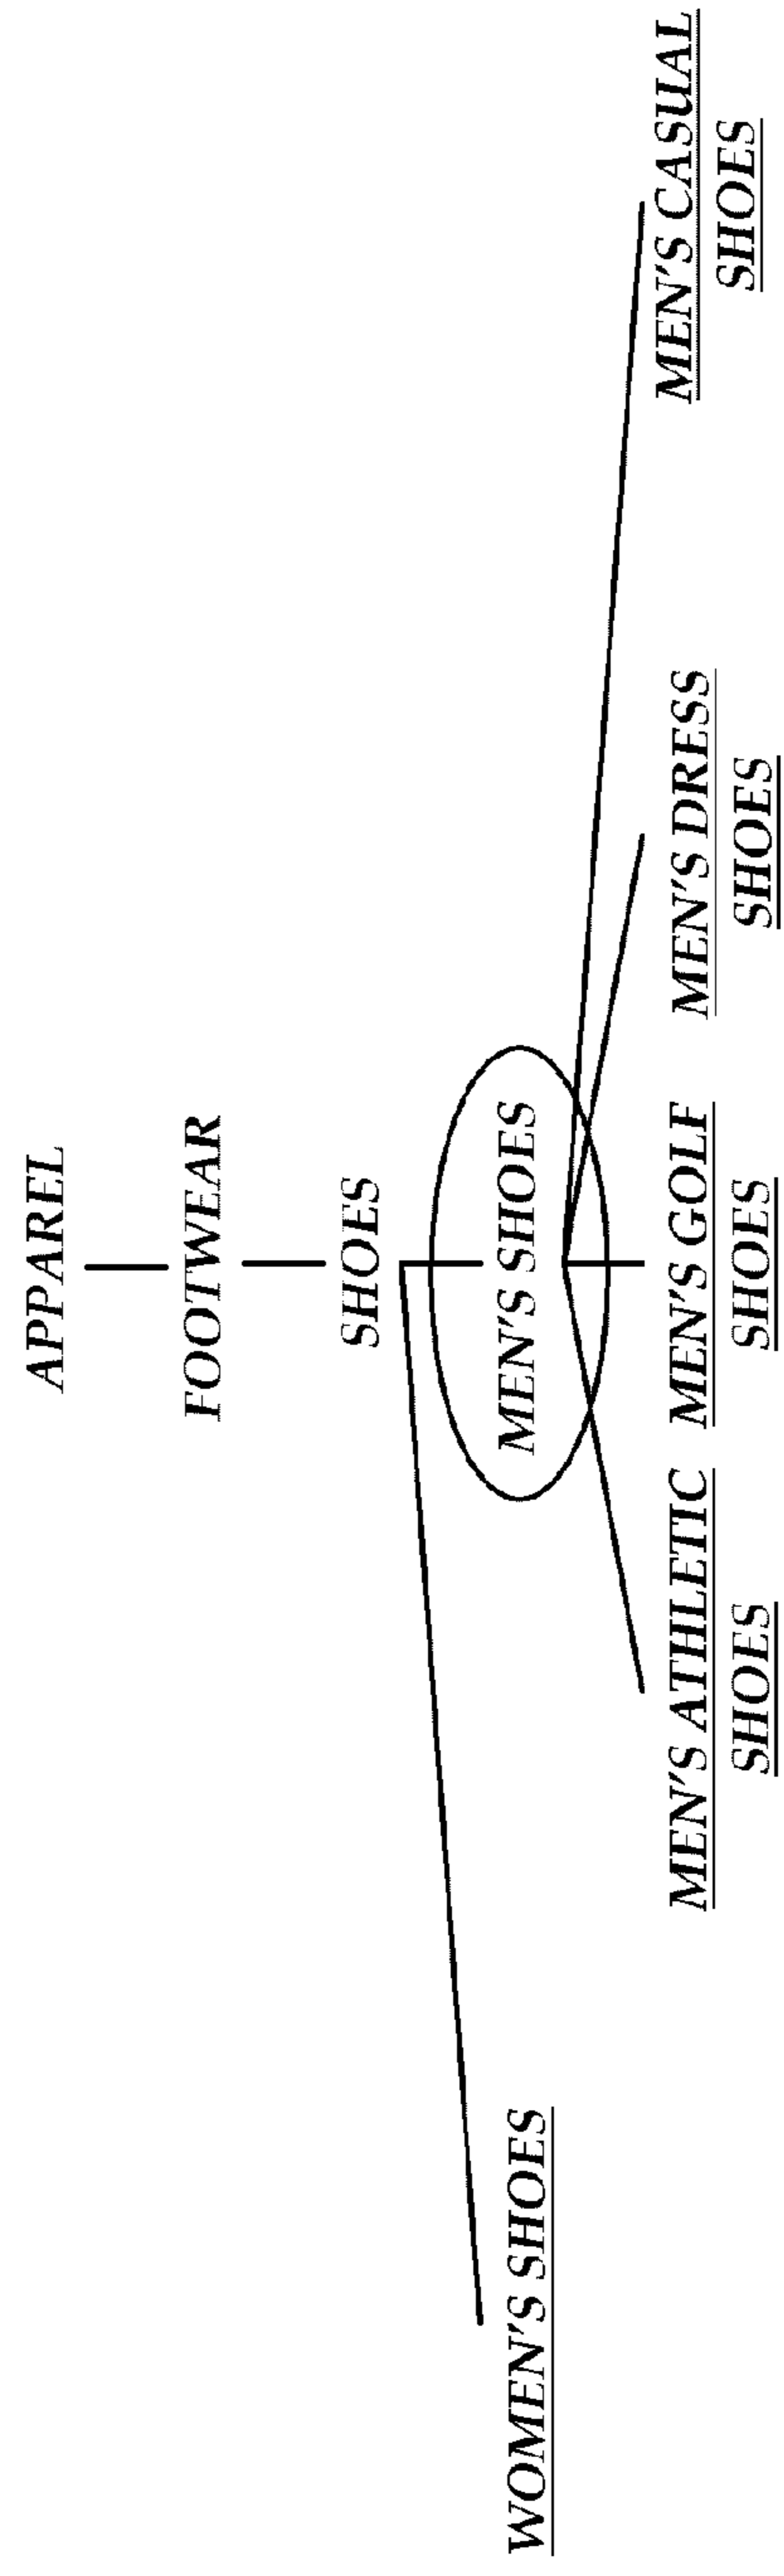 APPAREL
FOOTWEAR
SHOES
WOMEN'S SHOES
MEN'S SHOES
MEN'S ATHLETIC
SHOES
MEN'S GOLF
SHOES
MEN'S DRESS
SHOES
MEN'S CASUAL
SHOES